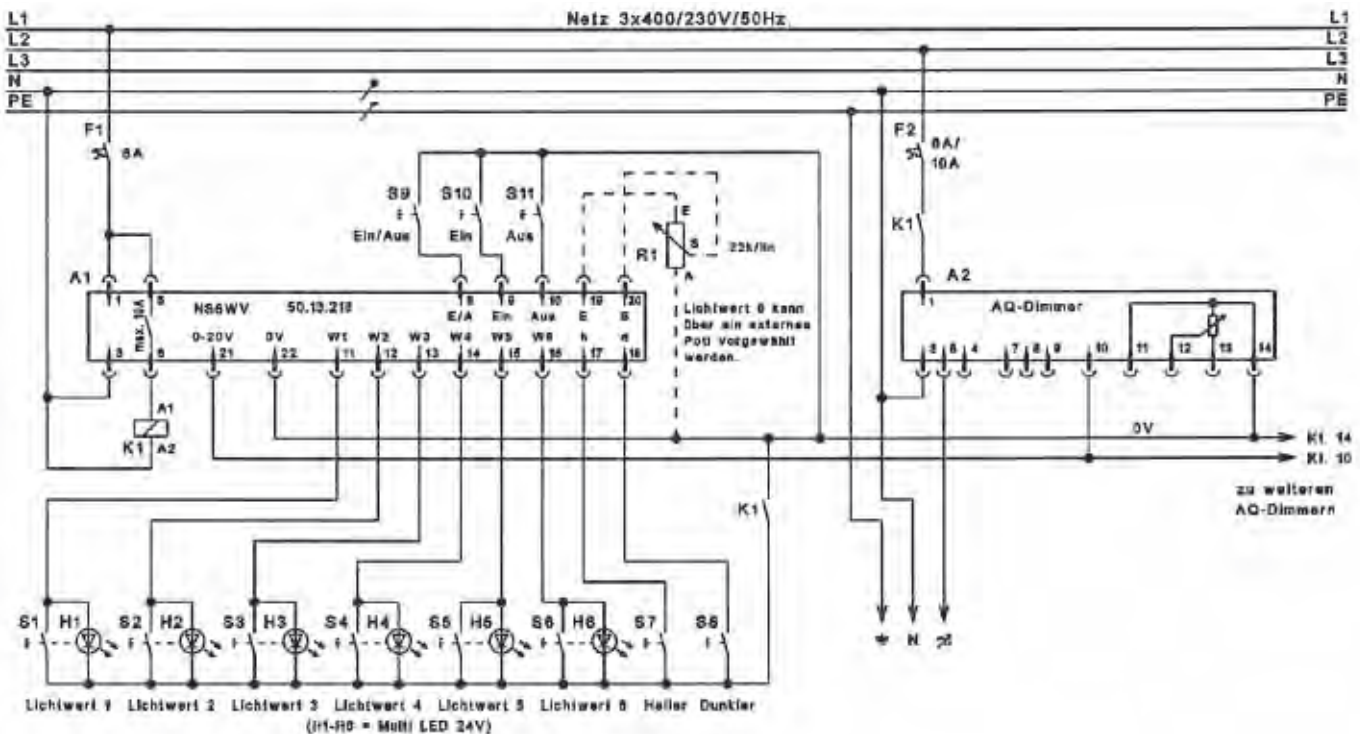 L1 Netz 3x400/230V/50Hz L1
L2 L2
L3 L3
N N
PE PE
F1 6A
F2 6A/
10A
S9 S10 S11
Ein/Aus Ein Aus
E
R1 S 22k/lin
A
K1
A1 A2
1 5 8 9 10 19 20
NS6WV 50.13.218 E/A Ein Aus E S
max. 10A
0-20V 0V W1 W2 W3 W4 W5 W6 h d
3 6 21 22 11 12 13 14 15 16 17 18
Lichtwert 6 kann
über ein externes
Poti vorgewählt
werden.
1 AQ-Dimmer
3 5 4 7 8 9 10 11 12 13 14
A1
K1 A2
0V
Kl. 14
Kl. 10
zu weiteren
AQ-Dimmern
K1
S1 H1 S2 H2 S3 H3 S4 H4 S5 H5 S6 H6 S7 S8
N
Lichtwert 1 Lichtwert 2 Lichtwert 3 Lichtwert 4 Lichtwert 5 Lichtwert 6 Heller Dunkler
(H1-H6 = Multi LED 24V)